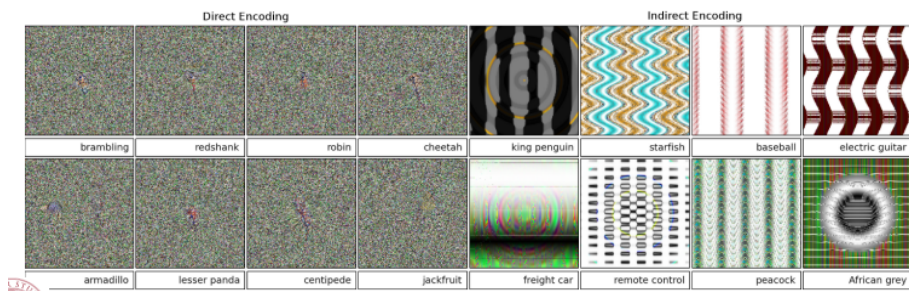 Direct Encoding Indirect Encoding
brambling redshank robin cheetah king penguin starfish baseball electric guitar
armadillo lesser panda centipede jackfruit freight car remote control peacock African grey